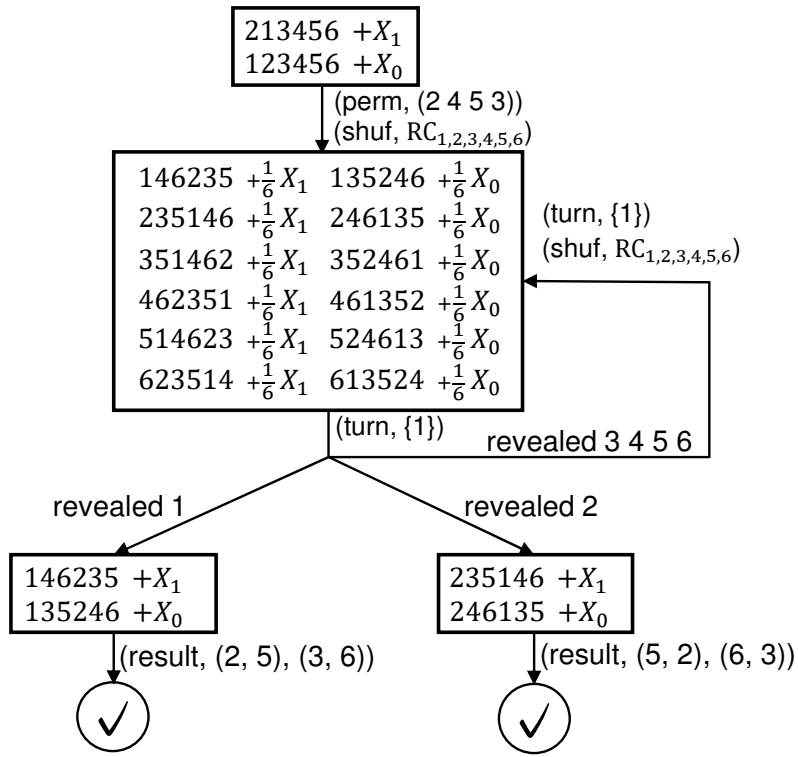 213456 +X₁
123456 +X₀
(perm, (2 4 5 3))
(shuf, RC₁,₂,₃,₄,₅,₆)
146235 +1/6 X₁ 135246 +1/6 X₀
235146 +1/6 X₁ 246135 +1/6 X₀
351462 +1/6 X₁ 352461 +1/6 X₀
462351 +1/6 X₁ 461352 +1/6 X₀
514623 +1/6 X₁ 524613 +1/6 X₀
623514 +1/6 X₁ 613524 +1/6 X₀
(turn, {1})
(shuf, RC₁,₂,₃,₄,₅,₆)
(turn, {1})
revealed 3 4 5 6
revealed 1
revealed 2
146235 +X₁
135246 +X₀
235146 +X₁
246135 +X₀
(result, (2, 5), (3, 6))
(result, (5, 2), (6, 3))